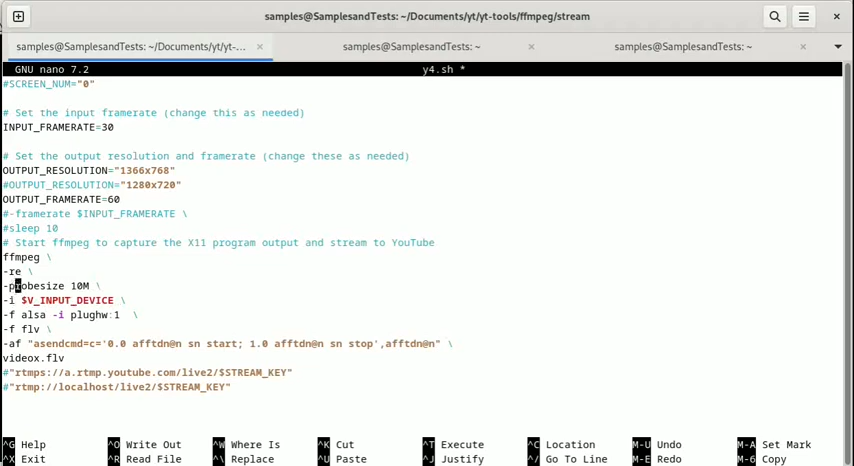 samples@SamplesandTests: ~/Documents/yt/yt-tools/ffmpeg/stream
samples@SamplesandTests: ~/Documents/yt/yt-... × samples@SamplesandTests: ~ × samples@SamplesandTests: ~ ×
GNU nano 7.2 y4.sh *
#SCREEN_NUM="0"
# Set the input framerate (change this as needed)
INPUT_FRAMERATE=30
# Set the output resolution and framerate (change these as needed)
OUTPUT_RESOLUTION="1366x768"
#OUTPUT_RESOLUTION="1280x720"
OUTPUT_FRAMERATE=60
#-framerate $INPUT_FRAMERATE \
#sleep 10
# Start ffmpeg to capture the X11 program output and stream to YouTube
ffmpeg \
-re \
-probesize 10M \
-i $V_INPUT_DEVICE \
-f alsa -i plughw:1 \
-f flv \
-af "asendcmd=c='0.0 afftdn@n sn start; 1.0 afftdn@n sn stop',afftdn@n" \
videox.flv
#"rtmps://a.rtmp.youtube.com/live2/$STREAM_KEY"
#"rtmp://localhost/live2/$STREAM_KEY"
^G Help ^O Write Out ^W Where Is ^K Cut ^T Execute ^C Location M-U Undo M-A Set Mark
^X Exit ^R Read File ^\ Replace ^U Paste ^J Justify ^/ Go To Line M-E Redo M-6 Copy